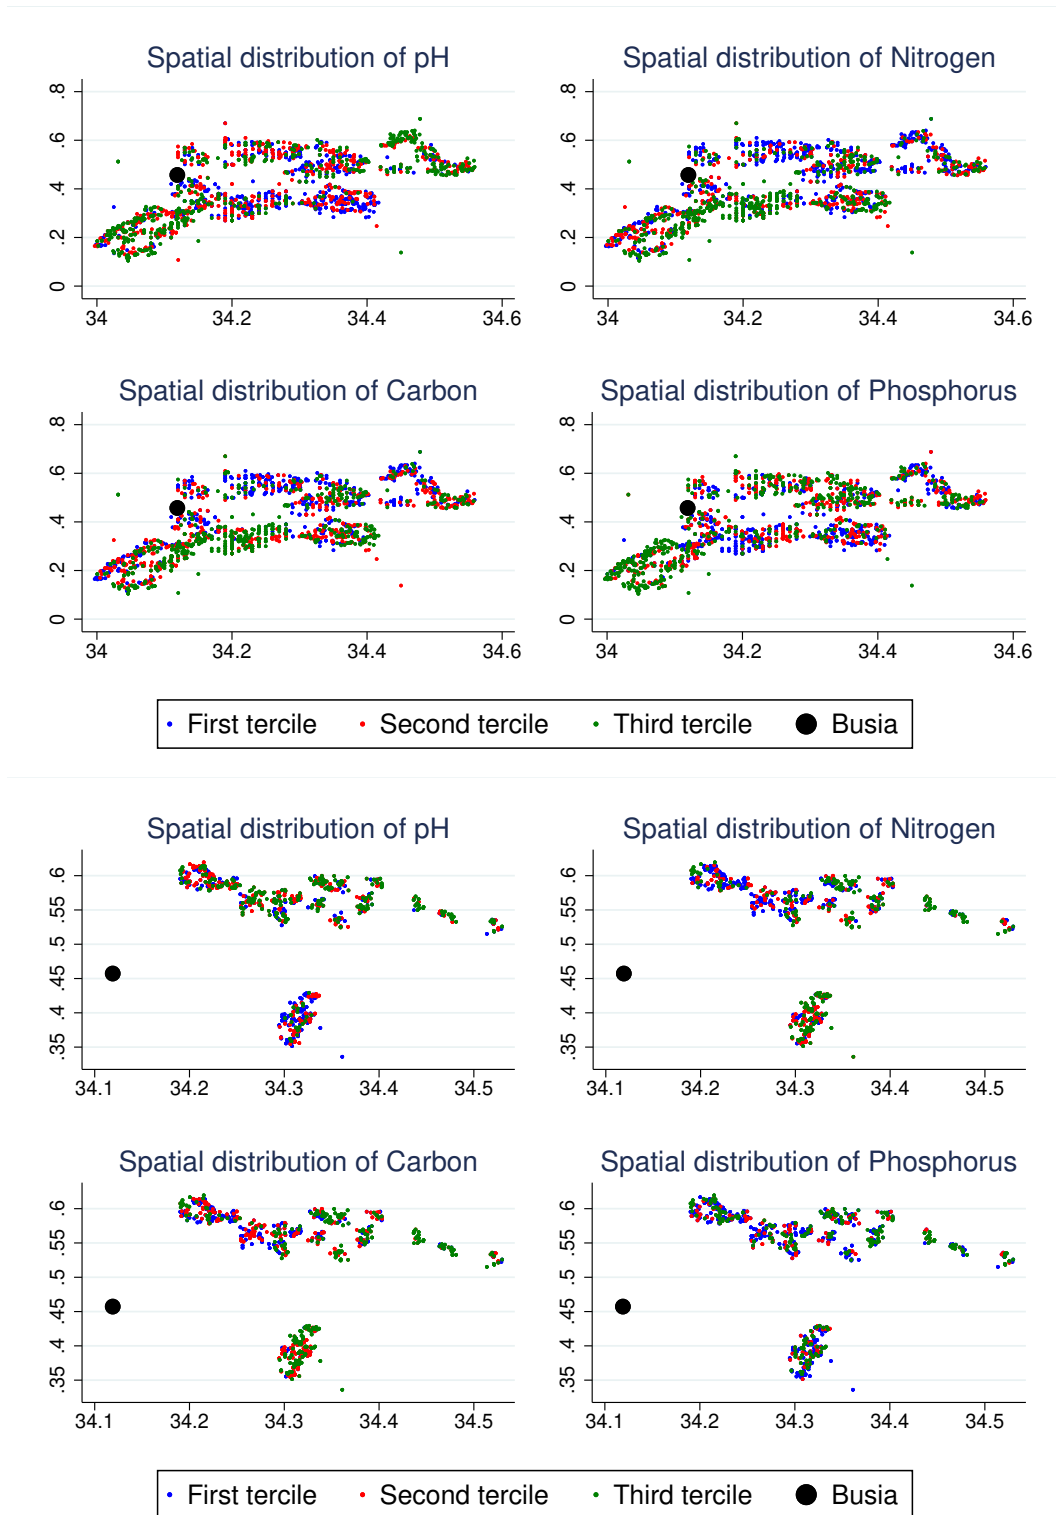 Spatial distribution of pH
Spatial distribution of Nitrogen
.8
.6
.4
.2
0
34 34.2 34.4 34.6
.8
.6
.4
.2
0
34 34.2 34.4 34.6
Spatial distribution of Carbon
Spatial distribution of Phosphorus
.8
.6
.4
.2
0
34 34.2 34.4 34.6
.8
.6
.4
.2
0
34 34.2 34.4 34.6
First tercile Second tercile Third tercile Busia
Spatial distribution of pH
Spatial distribution of Nitrogen
.6
.55
.5
.45
.4
.35
34.1 34.2 34.3 34.4 34.5
.6
.55
.5
.45
.4
.35
34.1 34.2 34.3 34.4 34.5
Spatial distribution of Carbon
Spatial distribution of Phosphorus
.6
.55
.5
.45
.4
.35
34.1 34.2 34.3 34.4 34.5
.6
.55
.5
.45
.4
.35
34.1 34.2 34.3 34.4 34.5
First tercile Second tercile Third tercile Busia